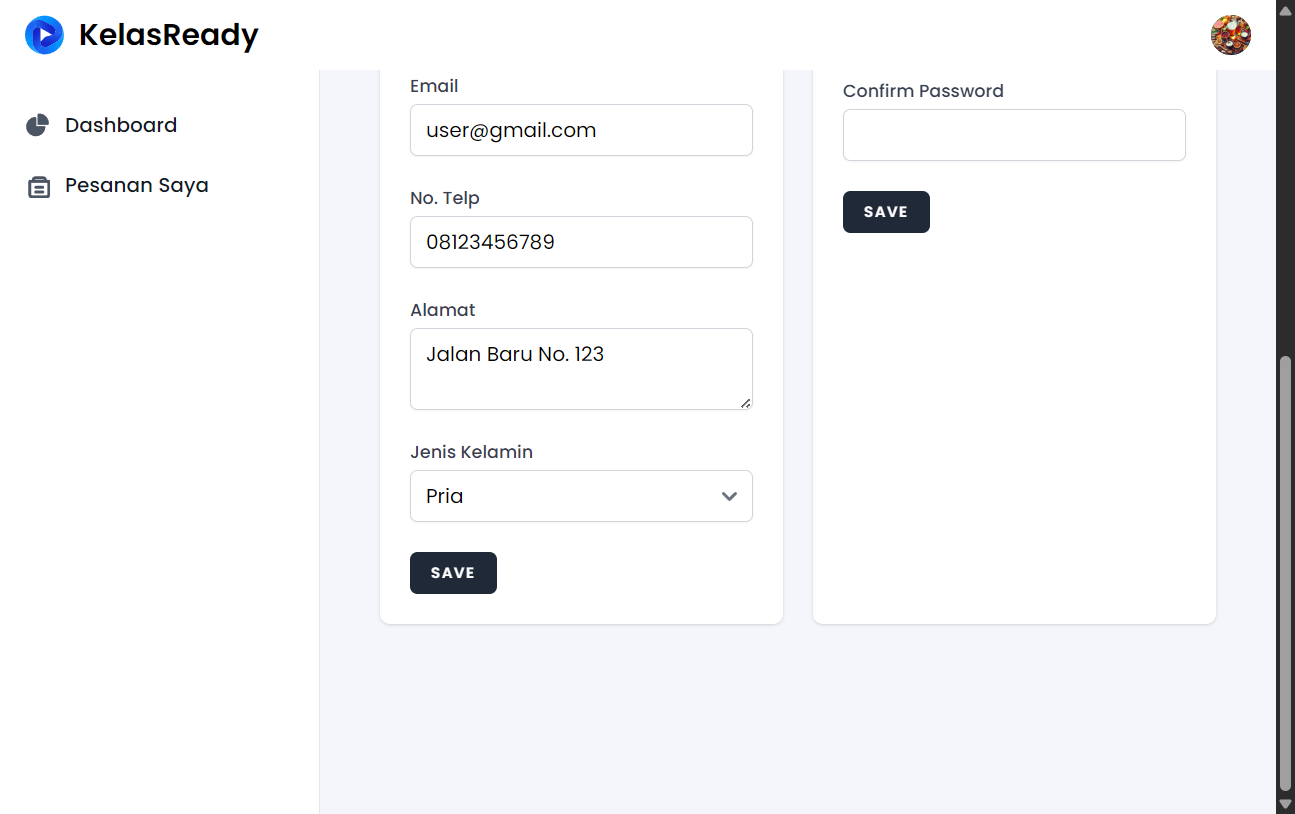 KelasReady
Dashboard
Pesanan Saya
Email
user@gmail.com
No. Telp
08123456789
Alamat
Jalan Baru No. 123
Jenis Kelamin
Pria
SAVE
Confirm Password
SAVE